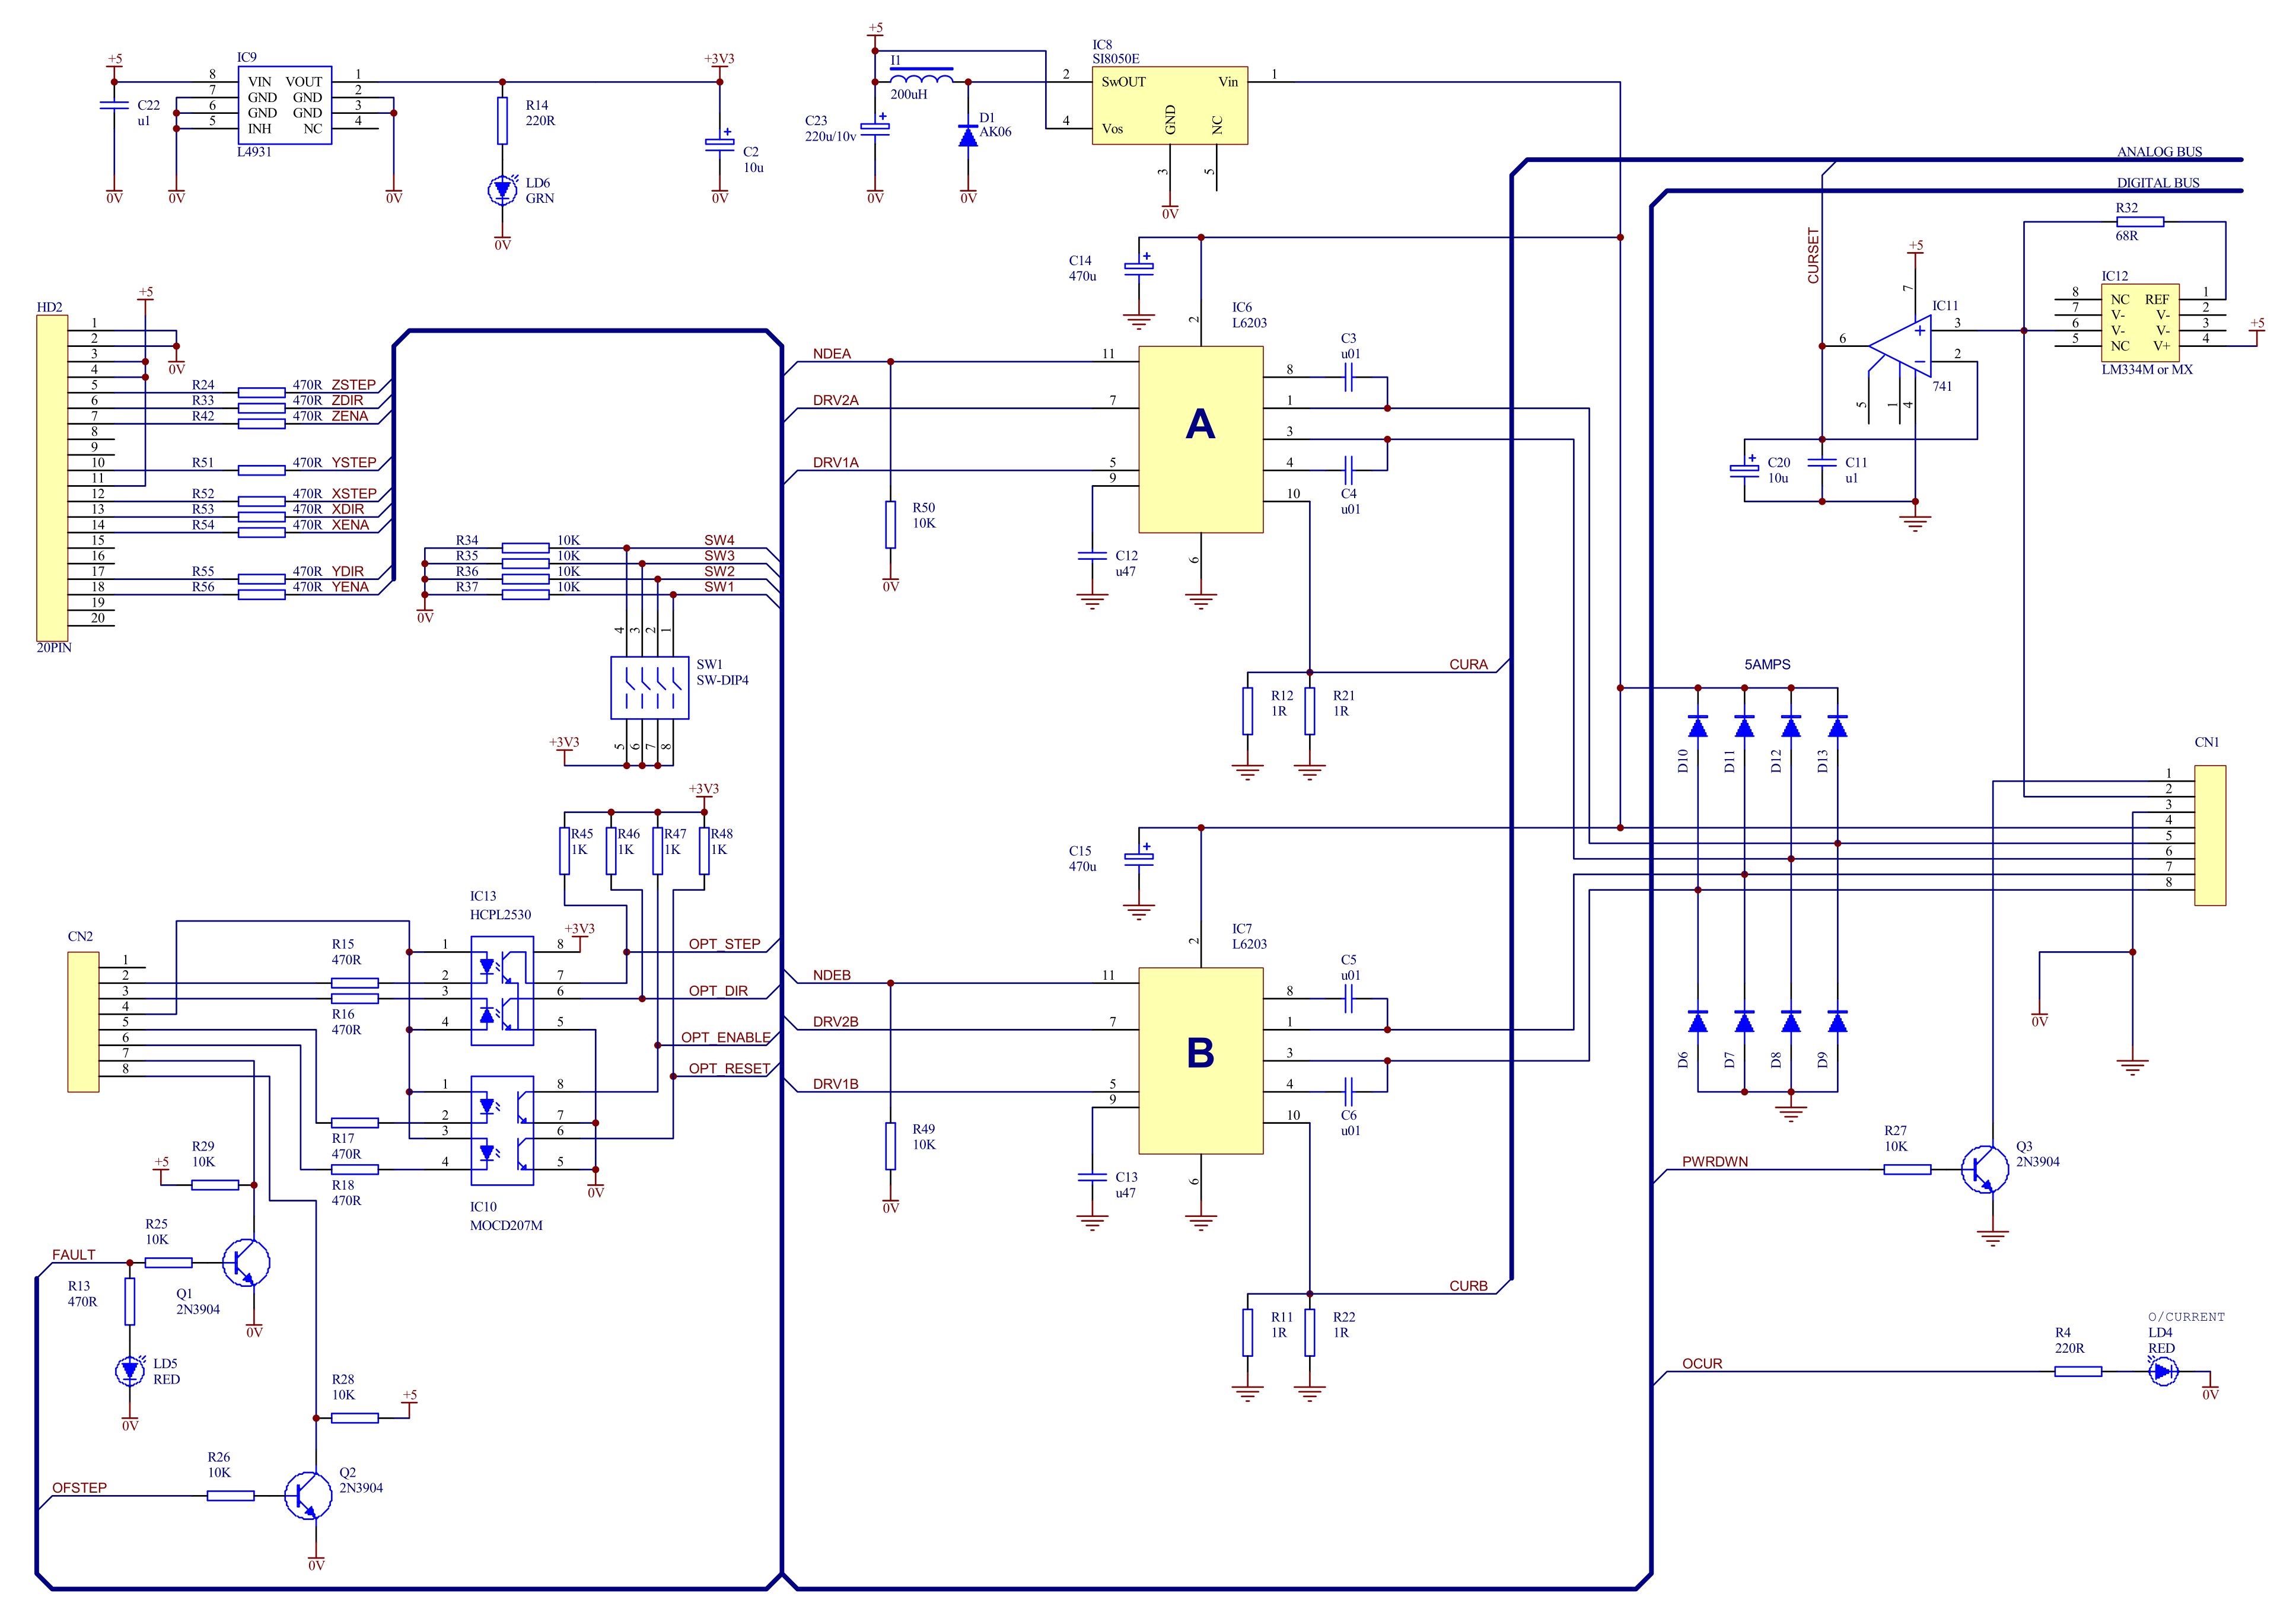 +5
IC9
8 VIN VOUT 1
7 GND GND 2
6 GND GND 3
5 INH NC 4
L4931
C22
u1
0V
0V
0V
R14
220R
LD6
GRN
0V
+3V3
C2
10u
0V
+5
I1
200uH
C23
220u/10v
0V
D1
AK06
0V
IC8
SI8050E
2 SwOUT Vin 1
4 Vos
GND
NC
3
5
0V
ANALOG BUS
DIGITAL BUS
CURSET
R32
68R
+5
7
IC11
741
3
2
6
5
1
4
IC12
8 NC REF 1
7 V- V- 2
6 V- V- 3
5 NC V+ 4
LM334M or MX
+5
C20
10u
C11
u1
HD2
+5
0V
1
2
3
4
5 R24 470R ZSTEP
6 R33 470R ZDIR
7 R42 470R ZENA
8
9
10 R51 470R YSTEP
11
12 R52 470R XSTEP
13 R53 470R XDIR
14 R54 470R XENA
15
16
17 R55 470R YDIR
18 R56 470R YENA
19
20
20PIN
R34 10K SW4
R35 10K SW3
R36 10K SW2
R37 10K SW1
0V
4 3 2 1
SW1
SW-DIP4
5 6 7 8
+3V3
C14
470u
IC6
L6203
A
2
NDEA
11
DRV2A
7
DRV1A
5
9
8
1
3
4
10
6
C3
u01
C4
u01
C12
u47
R50
10K
0V
CURA
R12
1R
R21
1R
5AMPS
D10
D11
D12
D13
D6
D7
D8
D9
CN1
1
2
3
4
5
6
7
8
0V
+3V3
R45
1K
R46
1K
R47
1K
R48
1K
IC13
HCPL2530
+3V3
1
2
3
4
8
7
6
5
OPT_STEP
OPT_DIR
OPT_ENABLE
OPT_RESET
CN2
1
2
3
4
5
6
7
8
R15
470R
R16
470R
R17
470R
R18
470R
1
2
3
4
8
7
6
5
0V
IC10
MOCD207M
C15
470u
IC7
L6203
B
2
NDEB
11
DRV2B
7
DRV1B
5
9
8
1
3
4
10
6
C5
u01
C6
u01
C13
u47
R49
10K
0V
CURB
R11
1R
R22
1R
PWRDWN
R27
10K
Q3
2N3904
R29
10K
+5
R25
10K
FAULT
R13
470R
Q1
2N3904
0V
LD5
RED
0V
R28
10K
+5
R26
10K
OFSTEP
Q2
2N3904
0V
OCUR
R4
220R
O/CURRENT
LD4
RED
0V